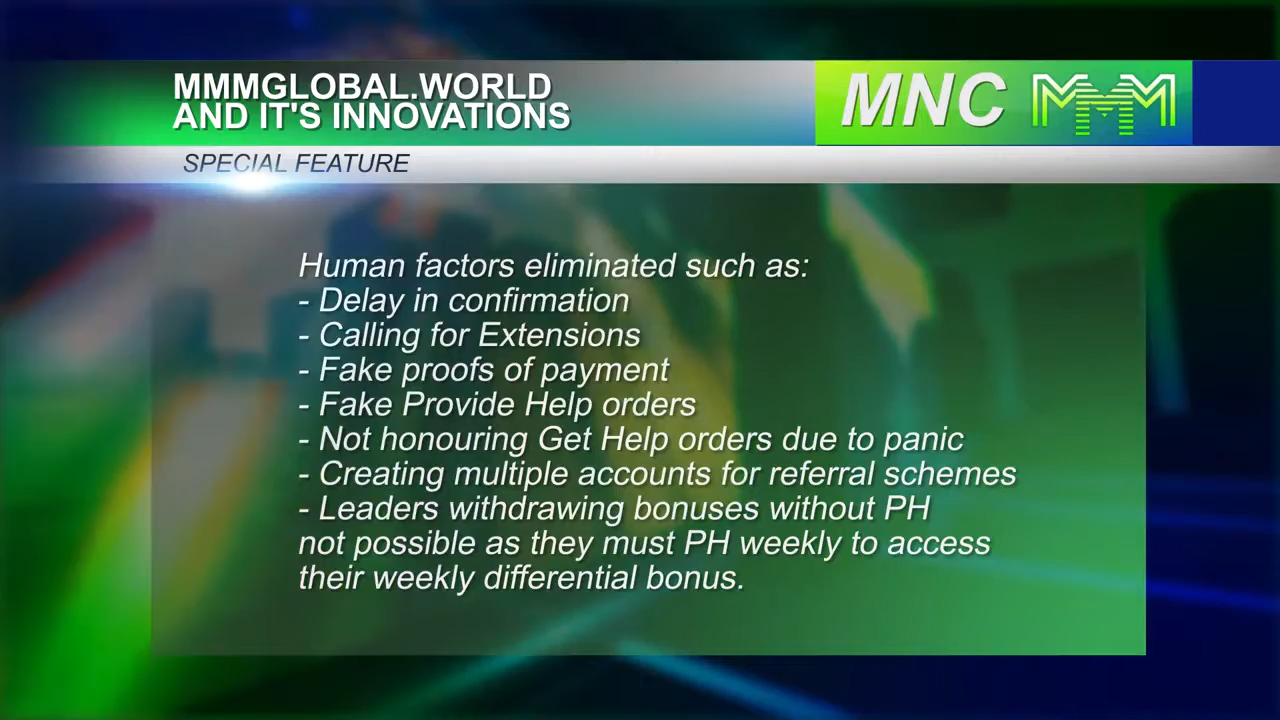 MMMGLOBAL.WORLD
AND IT'S INNOVATIONS
MNC MMM
SPECIAL FEATURE
Human factors eliminated such as:
- Delay in confirmation
- Calling for Extensions
- Fake proofs of payment
- Fake Provide Help orders
- Not honouring Get Help orders due to panic
- Creating multiple accounts for referral schemes
- Leaders withdrawing bonuses without PH
not possible as they must PH weekly to access
their weekly differential bonus.